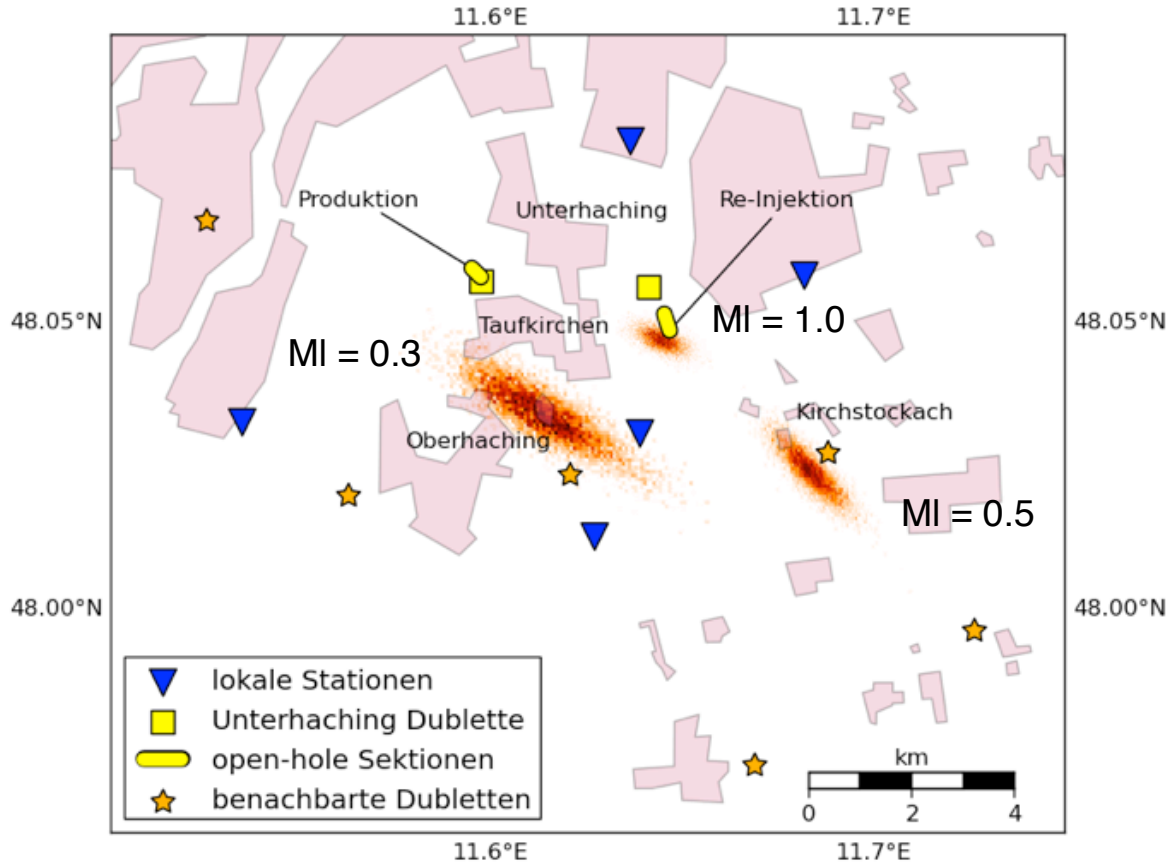 11.6°E
11.7°E
Produktion
Unterhaching
Re-Injektion
48.05°N
Taufkirchen
Ml = 1.0
48.05°N
Ml = 0.3
Kirchstockach
Oberhaching
Ml = 0.5
48.00°N
48.00°N
lokale Stationen
Unterhaching Dublette
open-hole Sektionen
benachbarte Dubletten
km
0 2 4
11.6°E
11.7°E